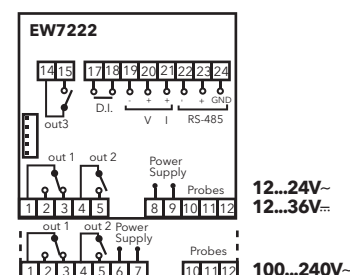 EW7222
14 15 17 18 19 20 21 22 23 24
- + + - + GND
D.I. V I RS-485
out3
out 1 out 2 Power Supply Probes
1 2 3 4 5 8 9 10 11 12
12...24V~
12...36V⎓
out 1 out 2 Power Supply Probes
1 2 3 4 5 6 7 10 11 12
100...240V~